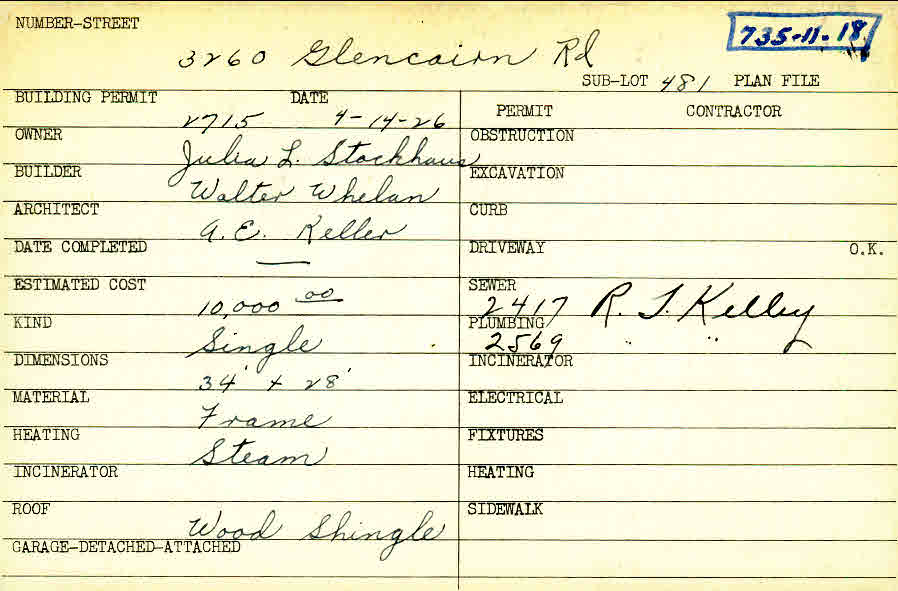 NUMBER-STREET
735-11-18
3260 Glencairn Rd
SUB-LOT 481 PLAN FILE
BUILDING PERMIT DATE
2715 4-14-26
OWNER
Julia L. Stockhaus
BUILDER
Walter Whelan
ARCHITECT
A. E. Keller
DATE COMPLETED
—
ESTIMATED COST
10,000 00
KIND
Single
DIMENSIONS
34' x 28'
MATERIAL
Frame
HEATING
Steam
INCINERATOR
ROOF
Wood Shingle
GARAGE-DETACHED-ATTACHED
PERMIT CONTRACTOR
OBSTRUCTION
EXCAVATION
CURB
DRIVEWAY O.K.
SEWER
2417 R. J. Kelley
PLUMBING
2569 " "
INCINERATOR
ELECTRICAL
FIXTURES
HEATING
SIDEWALK